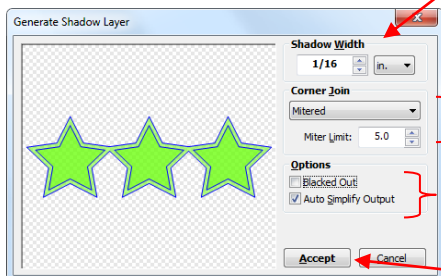 Generate Shadow Layer
Shadow Width
1/16 in.
Corner Join
Mitered
Miter Limit: 5.0
Options
Blacked Out
Auto Simplify Output
Accept Cancel